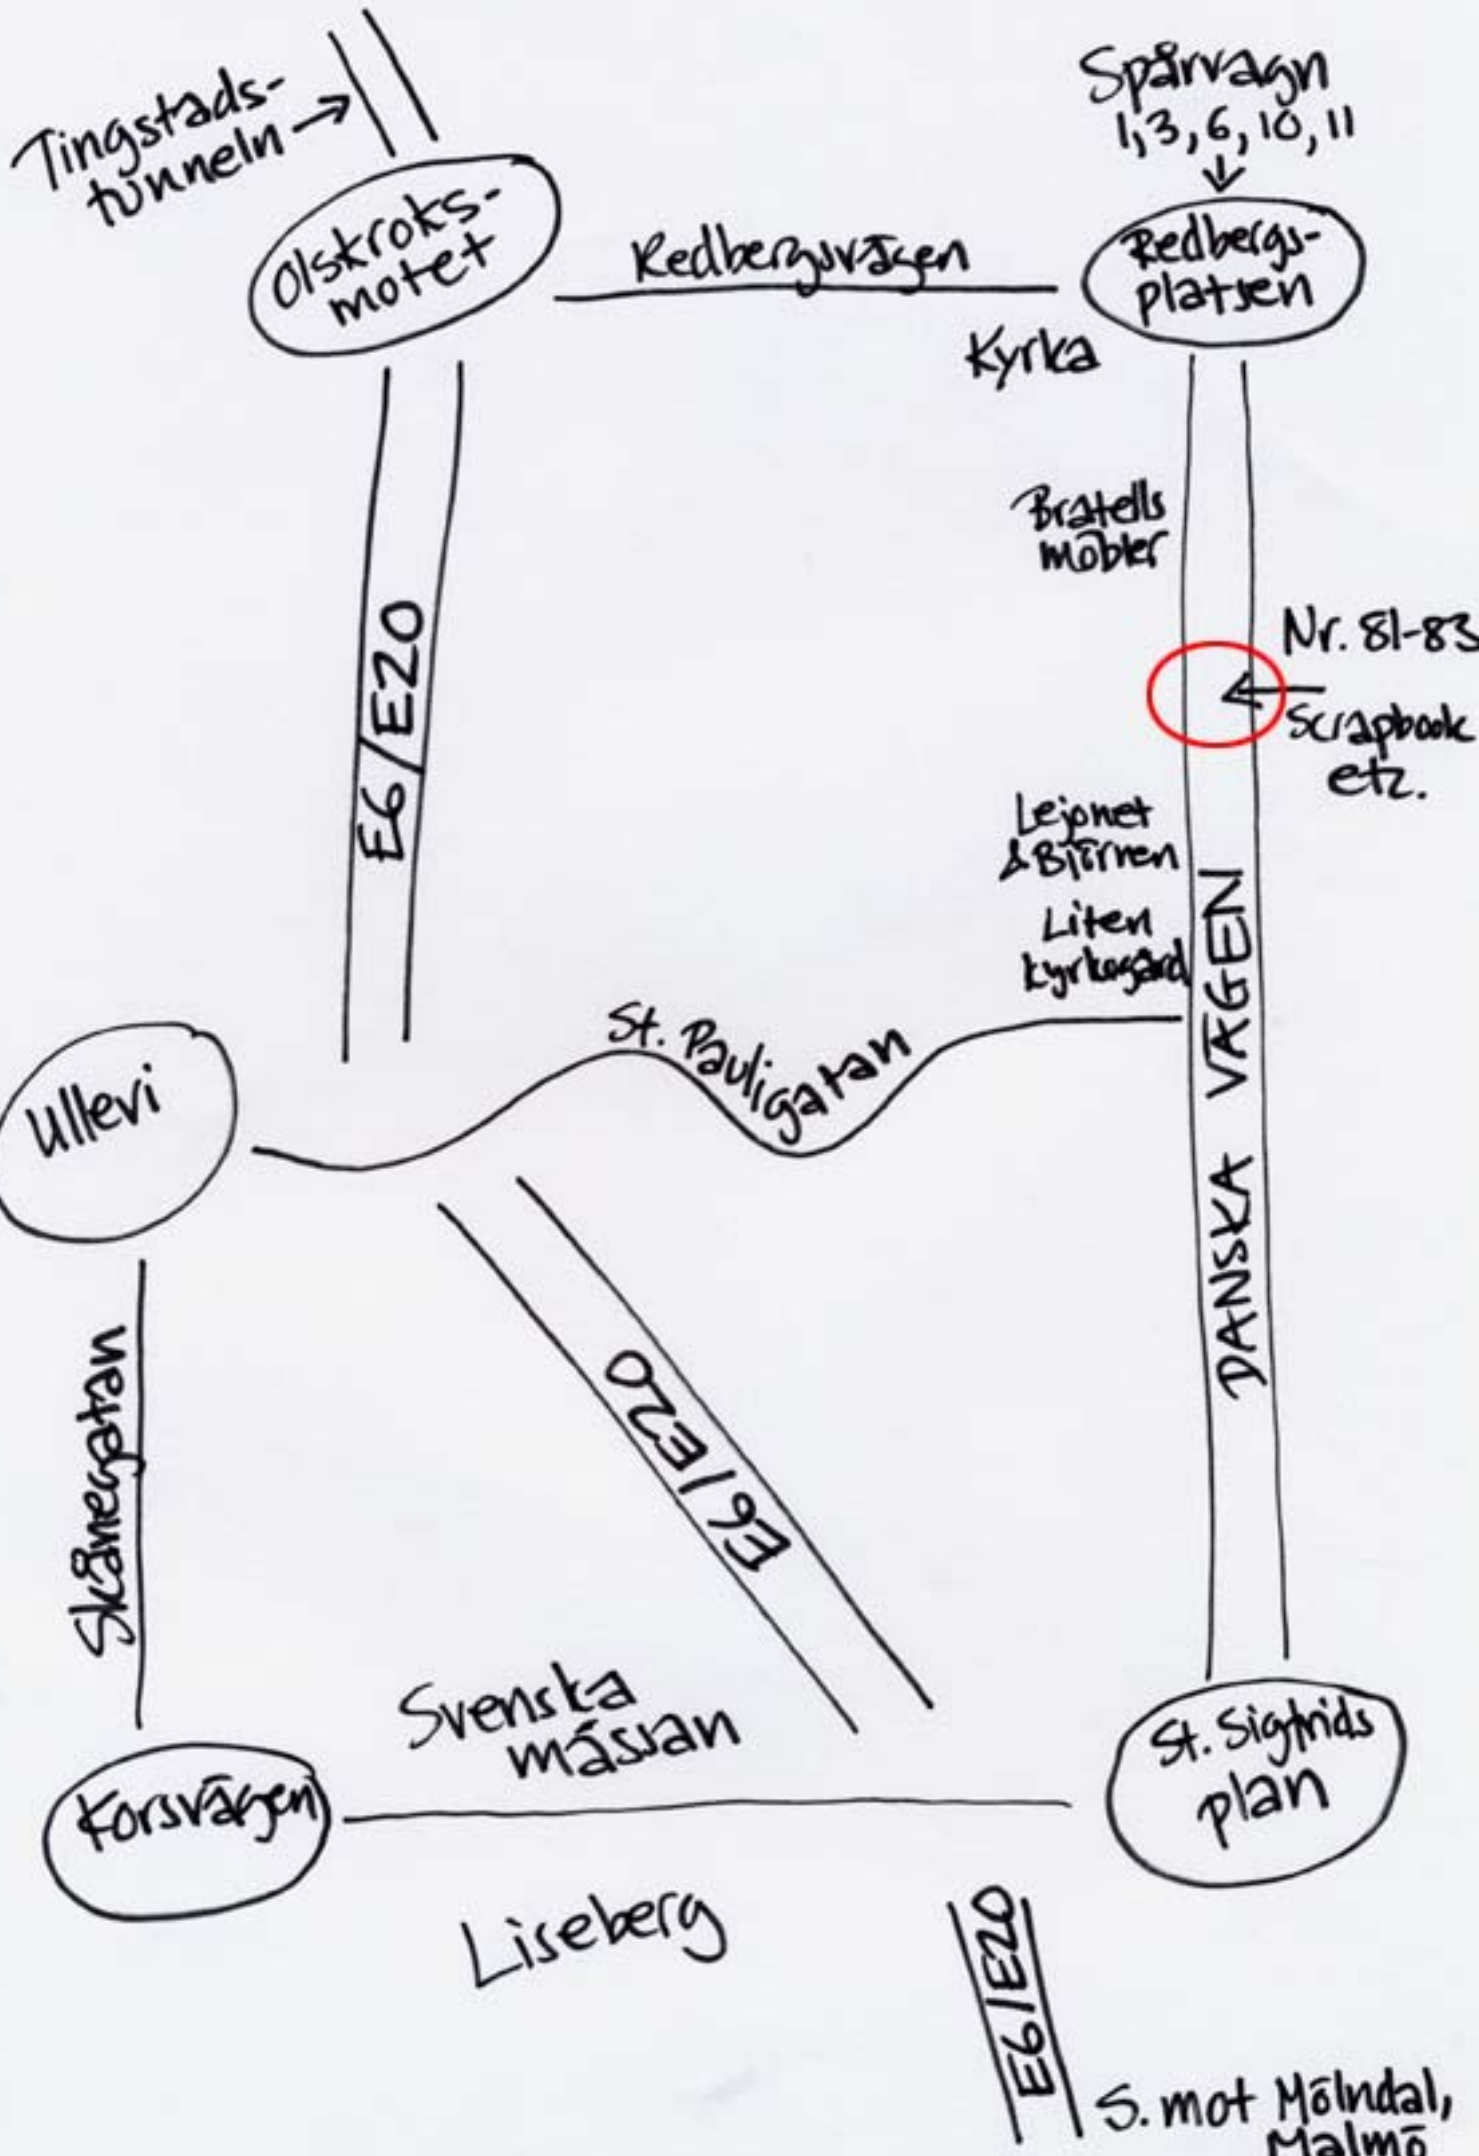 Tingstads-
tunneln
Spårvagn
1, 3, 6, 10, 11
Olskroks-
motet
Redbergsvägen
Redbergs-
platsen
Kyrka
Bratells
möbler
E6/E20
Nr. 81-83
Scrapbook
etz.
Lejonet
& Björnen
Liten
kyrkogård
DANSKA VÄGEN
St. Pauligatan
Ullevi
E6/E20
Skånegatan
Svenska
mässan
St. Sigfrids
plan
Korsvägen
Liseberg
E6/E20
S. mot Mölndal,
Malmö